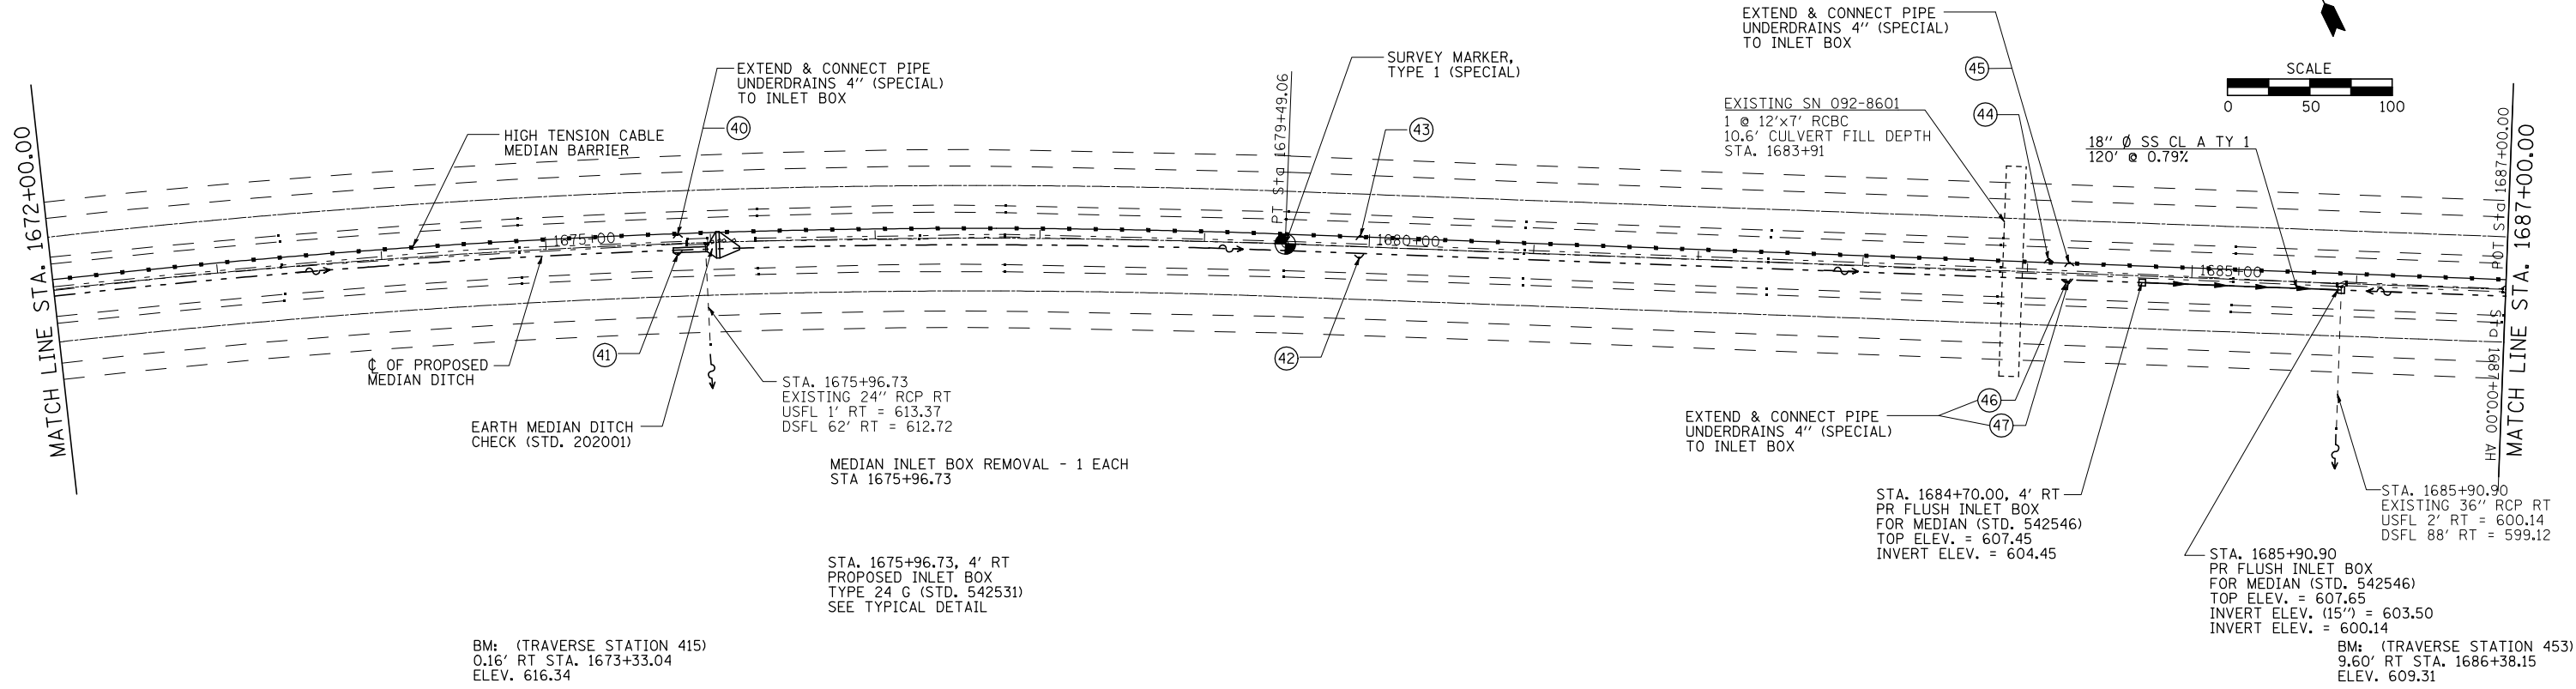 MATCH LINE STA. 1672+00.00
HIGH TENSION CABLE
MEDIAN BARRIER
EXTEND & CONNECT PIPE
UNDERDRAINS 4" (SPECIAL)
TO INLET BOX
40
1675+00
℄ OF PROPOSED
MEDIAN DITCH
41
EARTH MEDIAN DITCH
CHECK (STD. 202001)
STA. 1675+96.73
EXISTING 24" RCP RT
USFL 1' RT = 613.37
DSFL 62' RT = 612.72
MEDIAN INLET BOX REMOVAL - 1 EACH
STA 1675+96.73
STA. 1675+96.73, 4' RT
PROPOSED INLET BOX
TYPE 24 G (STD. 542531)
SEE TYPICAL DETAIL
BM: (TRAVERSE STATION 415)
0.16' RT STA. 1673+33.04
ELEV. 616.34
PT Sta 1679+49.06
SURVEY MARKER,
TYPE 1 (SPECIAL)
43
1680+00
42
EXTEND & CONNECT PIPE
UNDERDRAINS 4" (SPECIAL)
TO INLET BOX
45
44
EXISTING SN 092-8601
1 @ 12'x7' RCBC
10.6' CULVERT FILL DEPTH
STA. 1683+91
SCALE
0 50 100
18" Ø SS CL A TY 1
120' @ 0.79%
1685+00
46
47
EXTEND & CONNECT PIPE
UNDERDRAINS 4" (SPECIAL)
TO INLET BOX
STA. 1684+70.00, 4' RT
PR FLUSH INLET BOX
FOR MEDIAN (STD. 542546)
TOP ELEV. = 607.45
INVERT ELEV. = 604.45
STA. 1685+90.90
EXISTING 36" RCP RT
USFL 2' RT = 600.14
DSFL 88' RT = 599.12
STA. 1685+90.90
PR FLUSH INLET BOX
FOR MEDIAN (STD. 542546)
TOP ELEV. = 607.65
INVERT ELEV. (15") = 603.50
INVERT ELEV. = 600.14
BM: (TRAVERSE STATION 453)
9.60' RT STA. 1686+38.15
ELEV. 609.31
POT Sta 1687+00.00
Sta 1687+00.00 AH
MATCH LINE STA. 1687+00.00